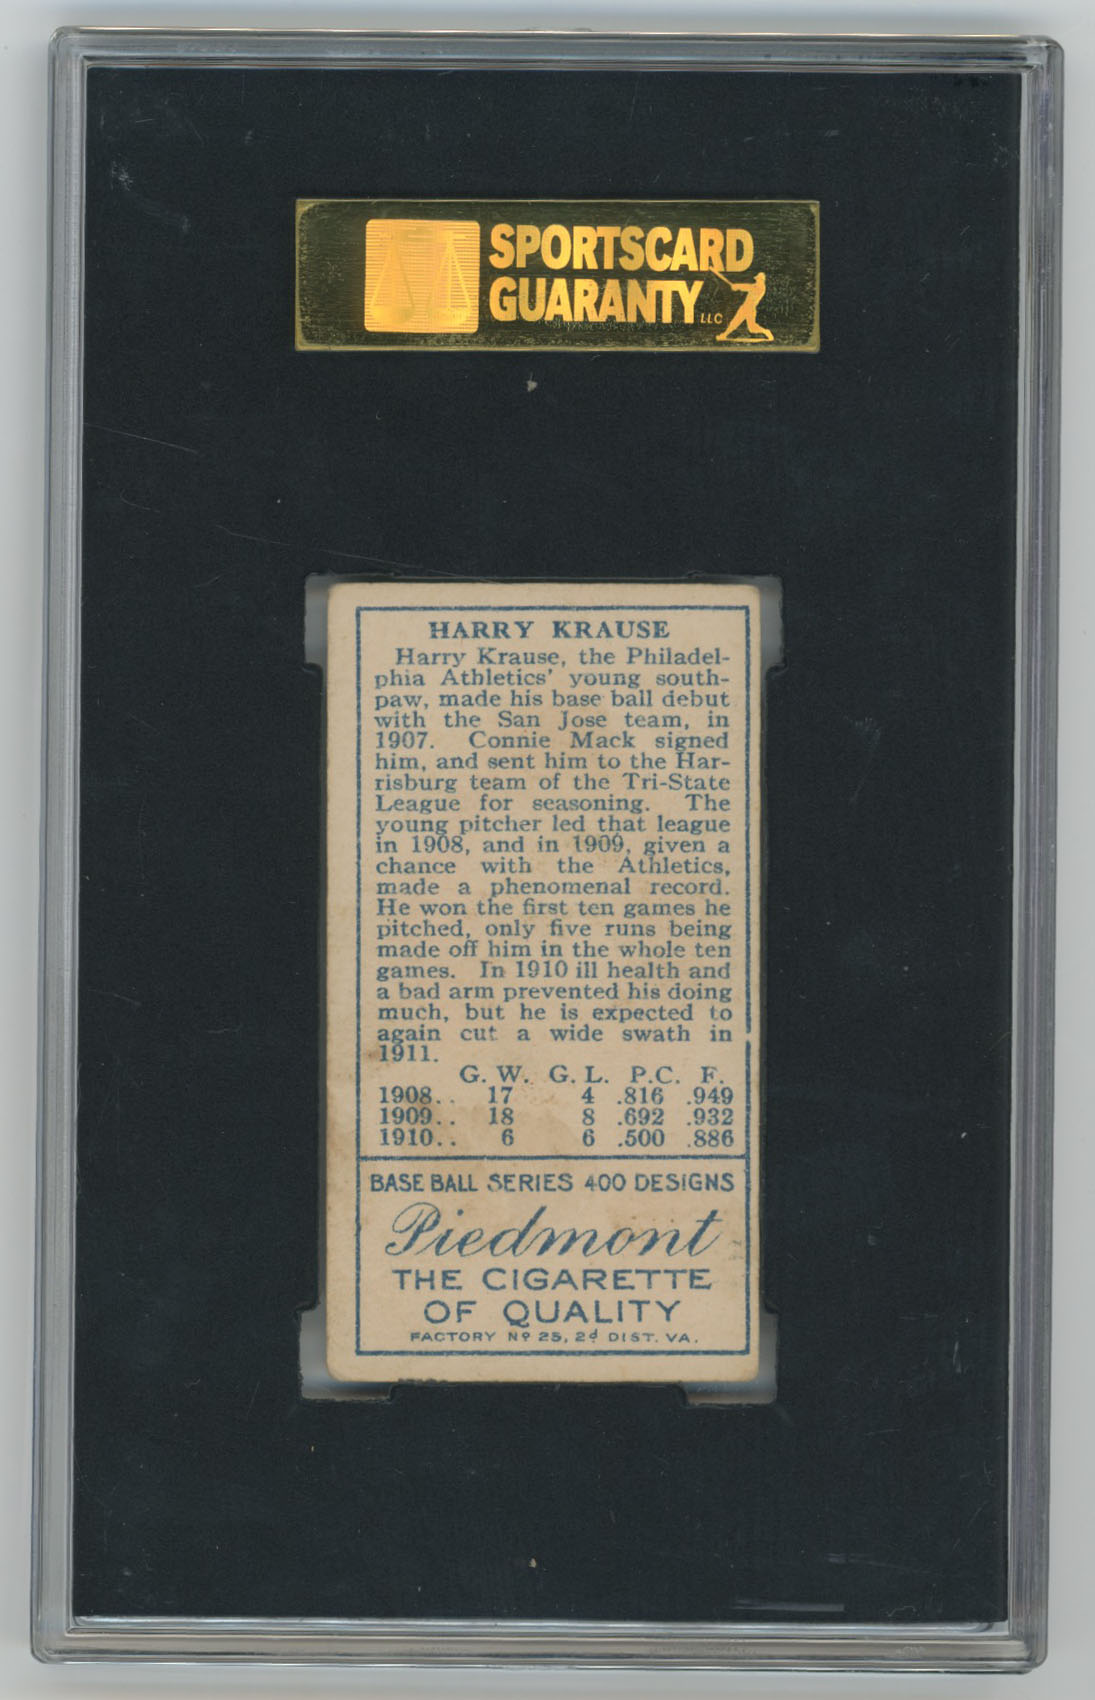 SPORTSCARD
GUARANTY LLC
HARRY KRAUSE
Harry Krause, the Philadel-
phia Athletics' young south-
paw, made his base ball debut
with the San Jose team, in
1907. Connie Mack signed
him, and sent him to the Har-
risburg team of the Tri-State
League for seasoning. The
young pitcher led that league
in 1908, and in 1909, given a
chance with the Athletics,
made a phenomenal record.
He won the first ten games he
pitched, only five runs being
made off him in the whole ten
games. In 1910 ill health and
a bad arm prevented his doing
much, but he is expected to
again cut a wide swath in
1911.
G. W. G. L. P.C. F.
1908.. 17 4 .816 .949
1909.. 18 8 .692 .932
1910.. 6 6 .500 .886
BASE BALL SERIES 400 DESIGNS
Piedmont
THE CIGARETTE
OF QUALITY
FACTORY Nº 25, 2d DIST. VA.